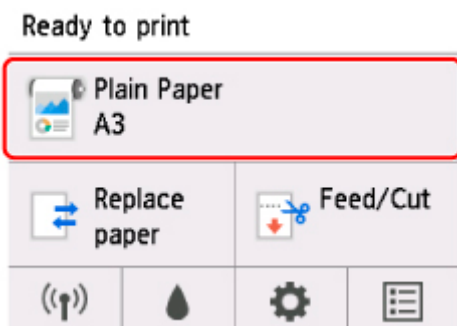 Ready to print
Plain Paper
A3
Replace
paper
Feed/Cut